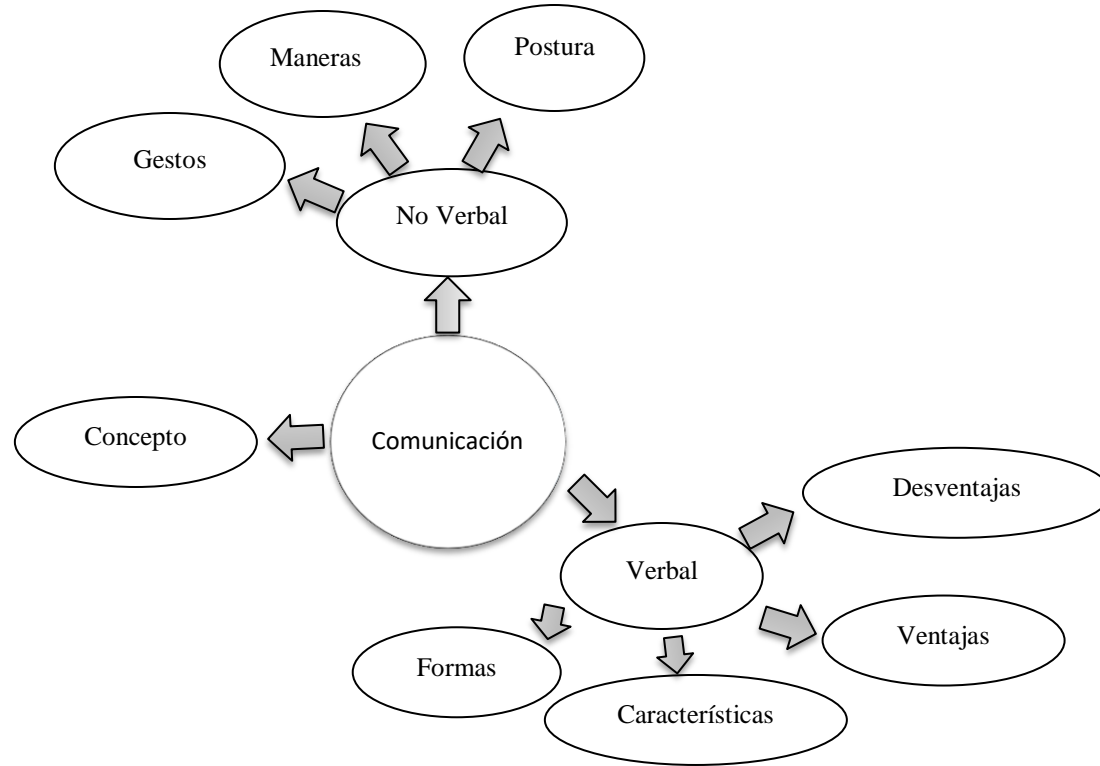 Postura
Maneras
Gestos
No Verbal
Concepto
Comunicación
Desventajas
Verbal
Ventajas
Formas
Características